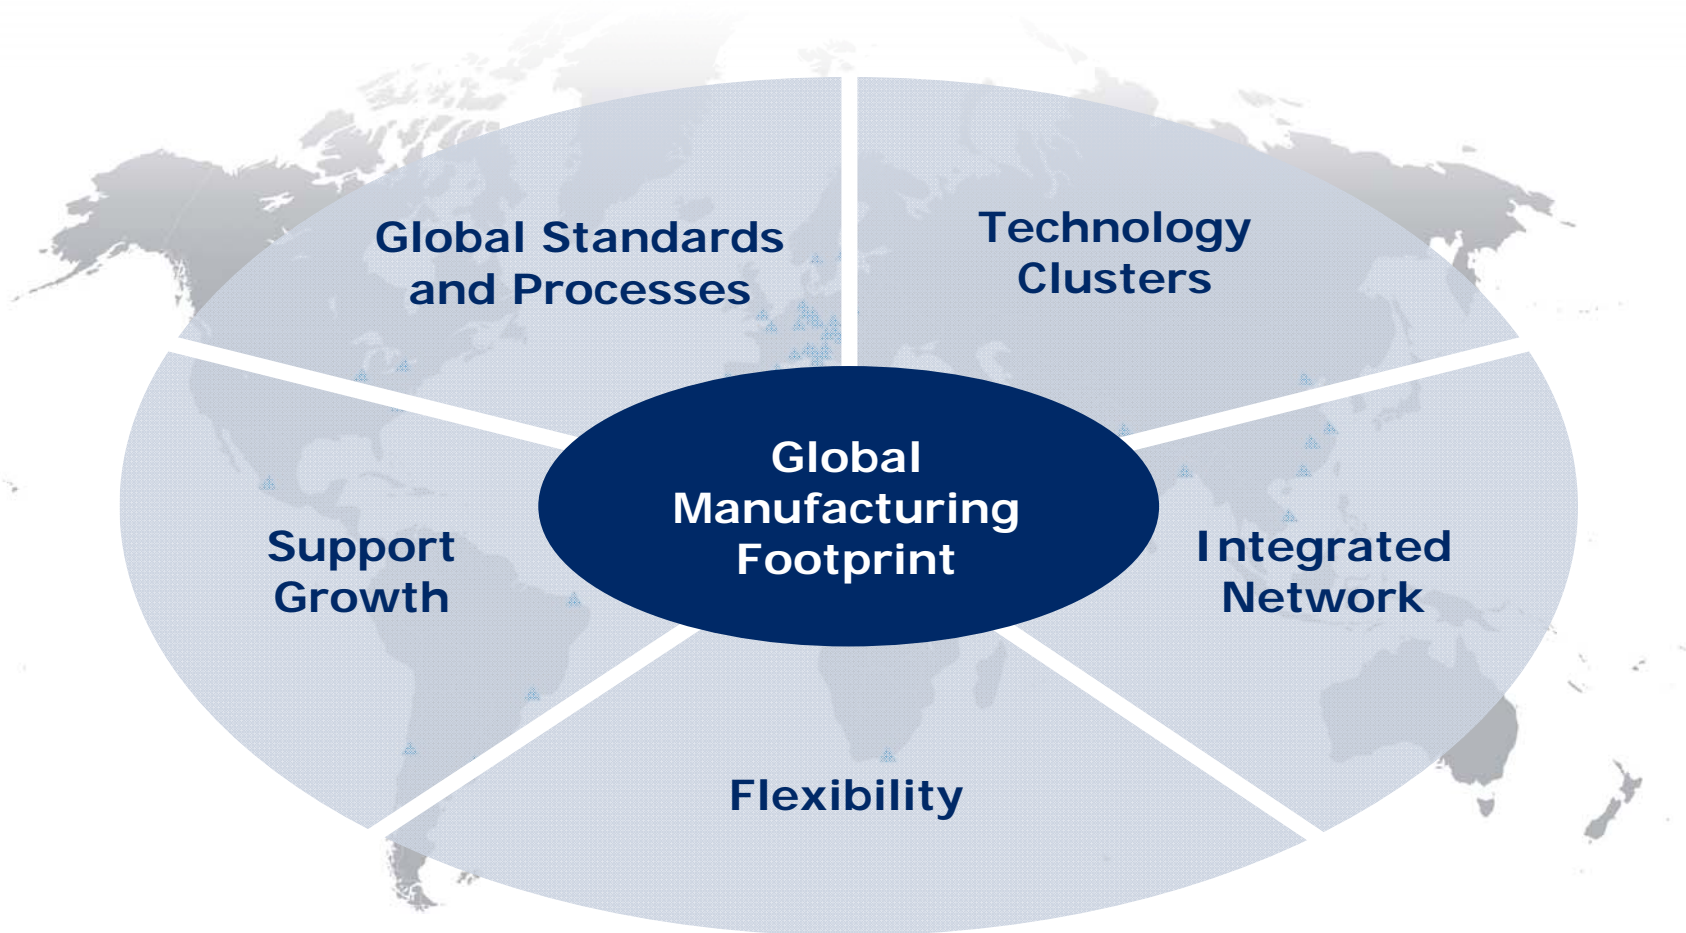 Global Standards
and Processes
Technology
Clusters
Global
Manufacturing
Footprint
Support
Growth
Integrated
Network
Flexibility